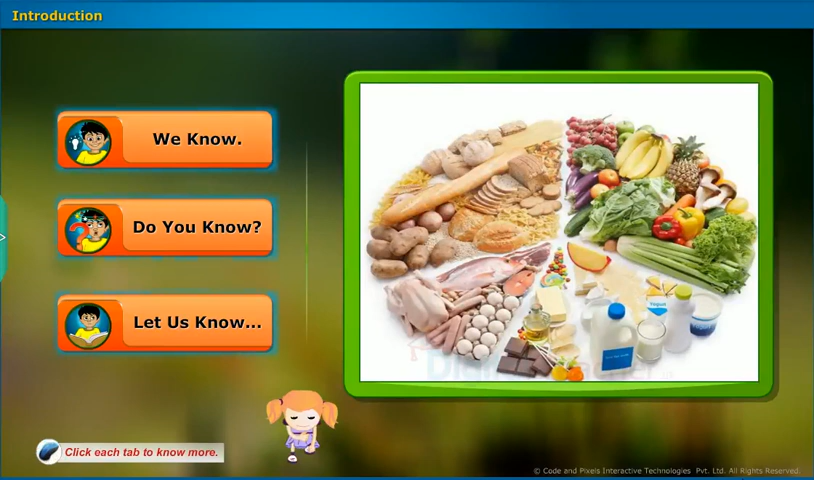 Introduction
We Know.
Do You Know?
Let Us Know...
Click each tab to know more.
© Code and Pixels Interactive Technologies Pvt. Ltd. All Rights Reserved.